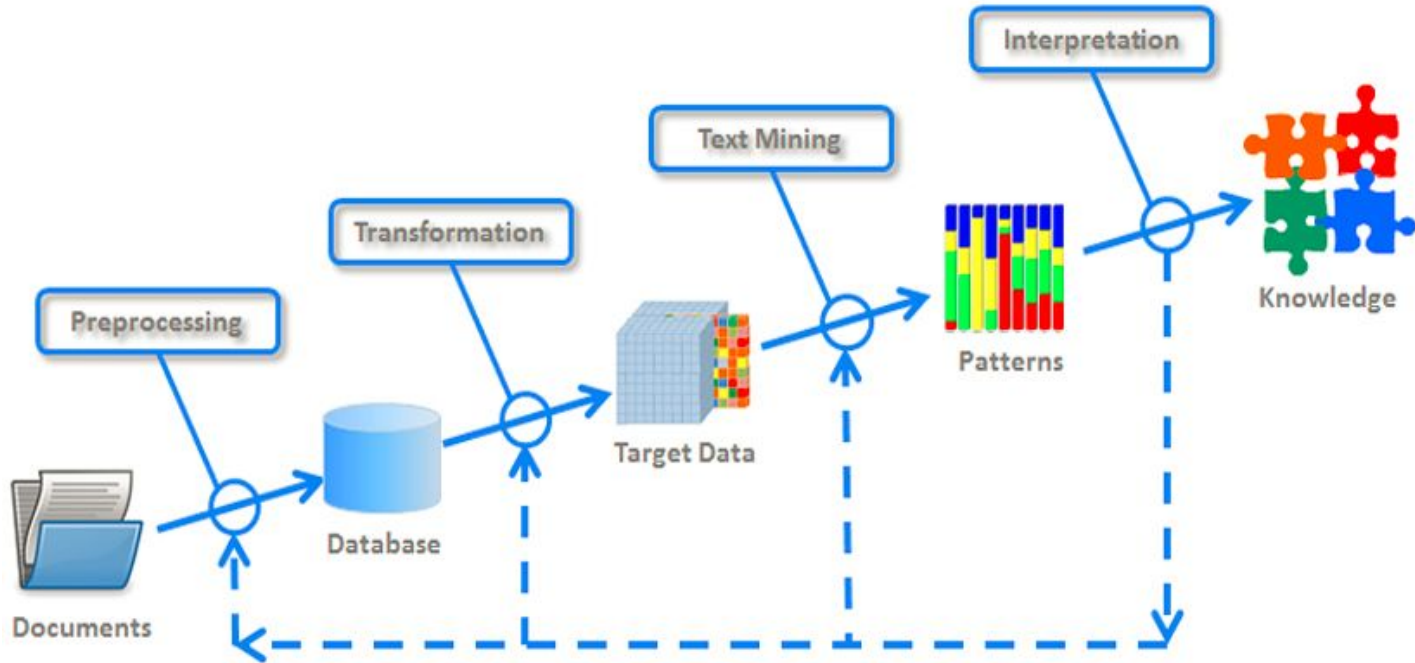 Interpretation
Text Mining
Transformation
Preprocessing
Knowledge
Patterns
Target Data
Database
Documents